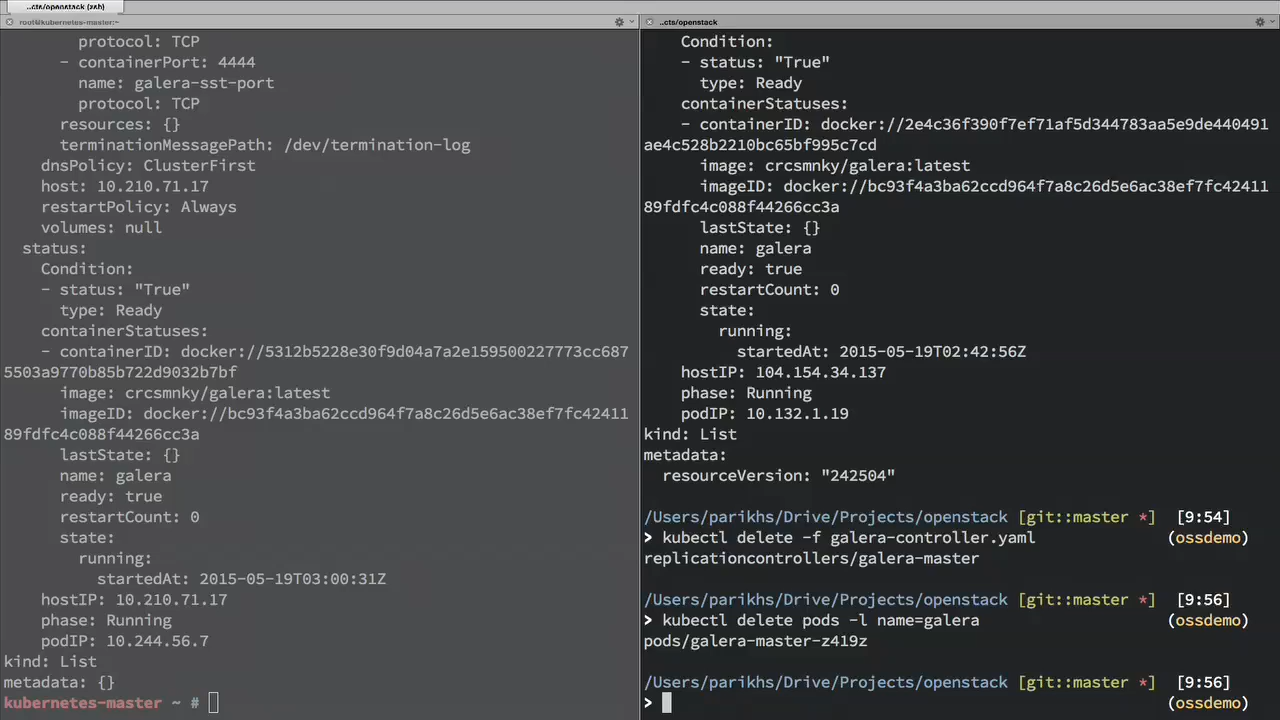 ..cts/openstack (zsh)
root@kubernetes-master:~
protocol: TCP
- containerPort: 4444
name: galera-sst-port
protocol: TCP
resources: {}
terminationMessagePath: /dev/termination-log
dnsPolicy: ClusterFirst
host: 10.210.71.17
restartPolicy: Always
volumes: null
status:
Condition:
- status: "True"
type: Ready
containerStatuses:
- containerID: docker://5312b5228e30f9d04a7a2e159500227773cc687
5503a9770b85b722d9032b7bf
image: crcsmnky/galera:latest
imageID: docker://bc93f4a3ba62ccd964f7a8c26d5e6ac38ef7fc42411
89fdfc4c088f44266cc3a
lastState: {}
name: galera
ready: true
restartCount: 0
state:
running:
startedAt: 2015-05-19T03:00:31Z
hostIP: 10.210.71.17
phase: Running
podIP: 10.244.56.7
kind: List
metadata: {}
kubernetes-master ~ #
..cts/openstack
Condition:
- status: "True"
type: Ready
containerStatuses:
- containerID: docker://2e4c36f390f7ef71af5d344783aa5e9de440491
ae4c528b2210bc65bf995c7cd
image: crcsmnky/galera:latest
imageID: docker://bc93f4a3ba62ccd964f7a8c26d5e6ac38ef7fc42411
89fdfc4c088f44266cc3a
lastState: {}
name: galera
ready: true
restartCount: 0
state:
running:
startedAt: 2015-05-19T02:42:56Z
hostIP: 104.154.34.137
phase: Running
podIP: 10.132.1.19
kind: List
metadata:
resourceVersion: "242504"
/Users/parikhs/Drive/Projects/openstack [git::master *] [9:54]
> kubectl delete -f galera-controller.yaml (ossdemo)
replicationcontrollers/galera-master
/Users/parikhs/Drive/Projects/openstack [git::master *] [9:56]
> kubectl delete pods -l name=galera (ossdemo)
pods/galera-master-z419z
/Users/parikhs/Drive/Projects/openstack [git::master *] [9:56]
> (ossdemo)